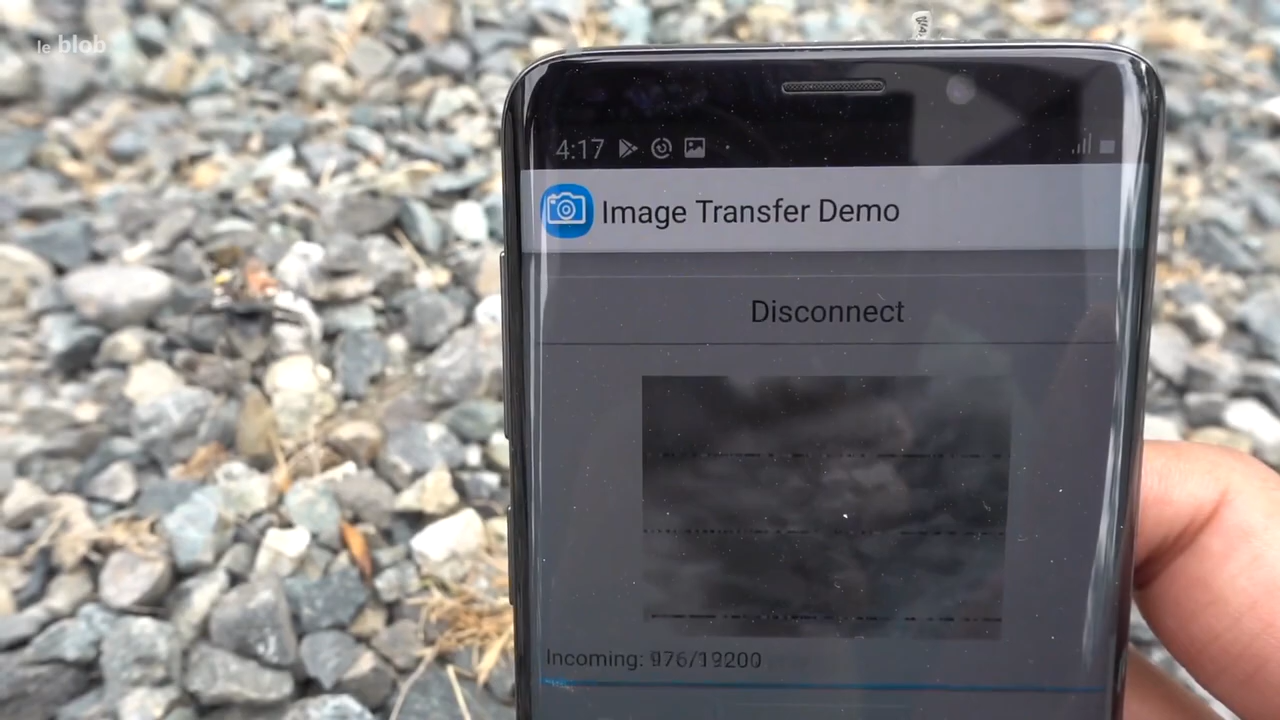 le blob
4:17
Image Transfer Demo
Disconnect
Incoming: 976/19200